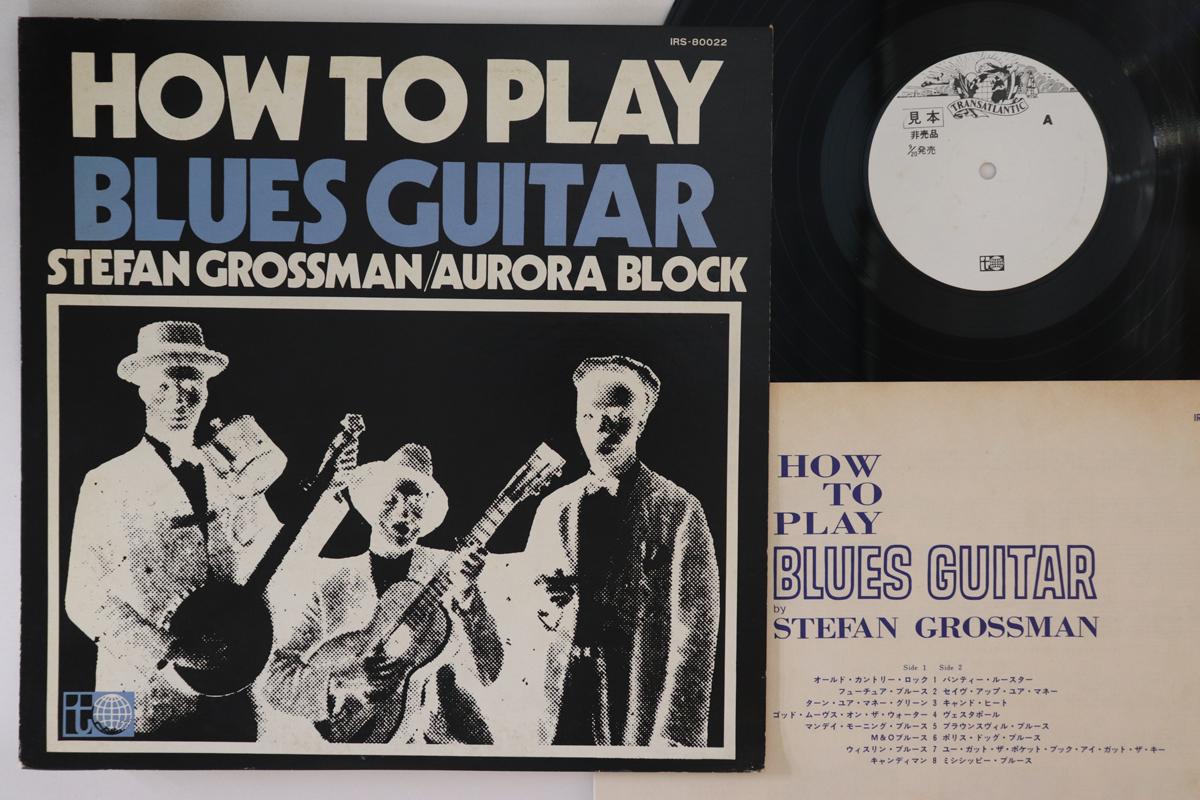 IRS-80022
HOW TO PLAY
BLUES GUITAR
STEFAN GROSSMAN/AURORA BLOCK
t
TRANSATLANTIC
見本
非売品
5/20発売
A
t
HOW
TO
PLAY
BLUES GUITAR
by
STEFAN GROSSMAN
Side 1 Side 2
オールド・カントリー・ロック 1 パンティー・ルースター
フューチュア・ブルース 2 セイヴ・アップ・ユア・マネー
ターン・ユア・マネー・グリーン 3 キャンド・ヒート
ゴッド・ムーヴス・オン・ザ・ウォーター 4 ヴェスタポール
マンデイ・モーニング・ブルース 5 ブラウンスヴィル・ブルース
M&Oブルース 6 ポリス・ドッグ・ブルース
ウィスリン・ブルース 7 ユー・ガット・ザ・ポケット・ブック・アイ・ガット・ザ・キー
キャンディマン 8 ミシシッピー・ブルース